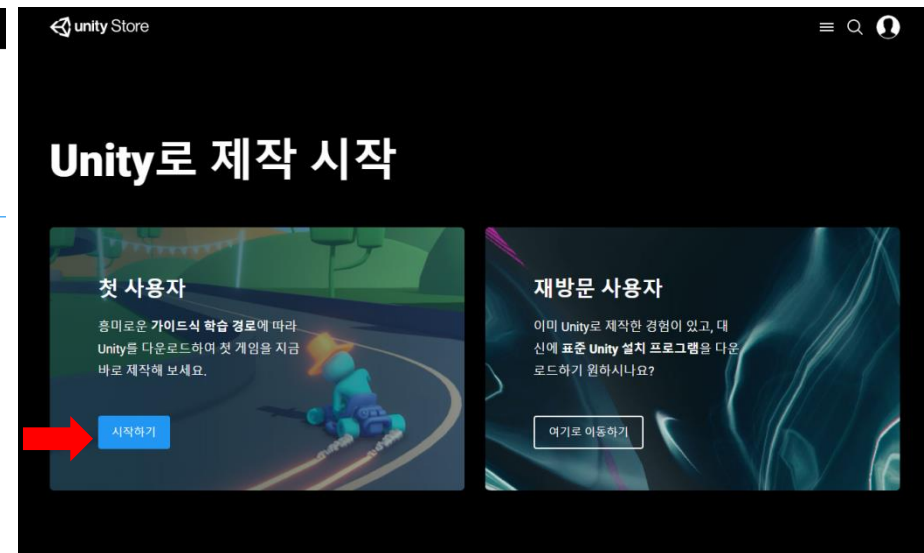 unity Store
Unity로 제작 시작
첫 사용자
흥미로운 가이드식 학습 경로에 따라
Unity를 다운로드하여 첫 게임을 지금
바로 제작해 보세요.
시작하기
재방문 사용자
이미 Unity로 제작한 경험이 있고, 대
신에 표준 Unity 설치 프로그램을 다운
로드하기 원하시나요?
여기로 이동하기